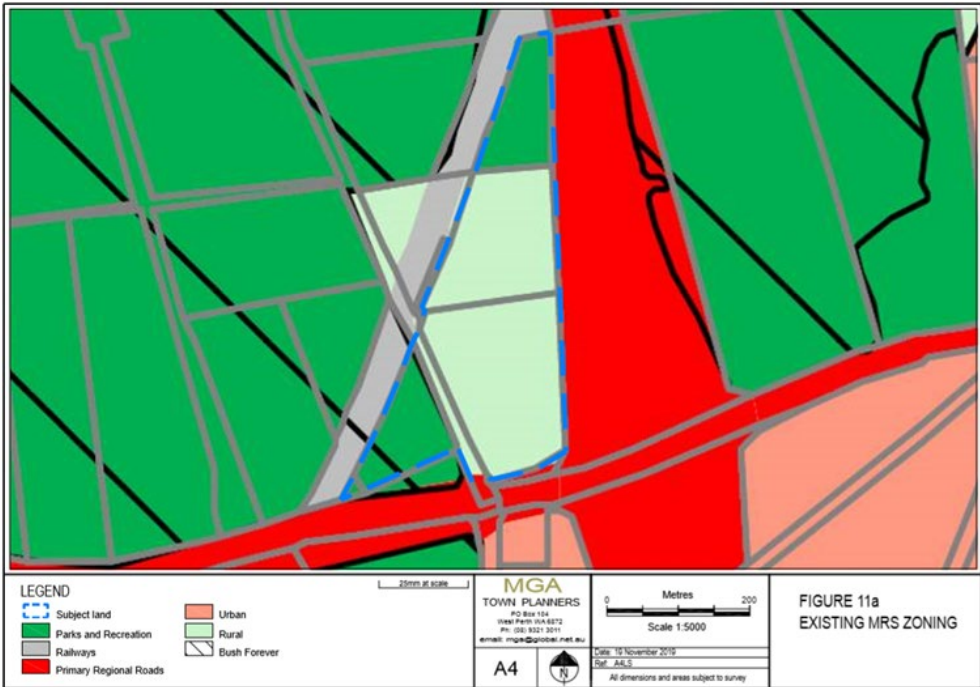 LEGEND
Subject land
Parks and Recreation
Railways
Primary Regional Roads
Urban
Rural
Bush Forever
25mm at scale
MGA
TOWN PLANNERS
PO Box 104
West Perth WA 6872
Ph: (08) 9321 3011
email: mga@global.net.au
A4
N
Metres
0 200
Scale 1:5000
Date: 19 November 2019
Ref: A4LS
All dimensions and areas subject to survey
FIGURE 11a
EXISTING MRS ZONING